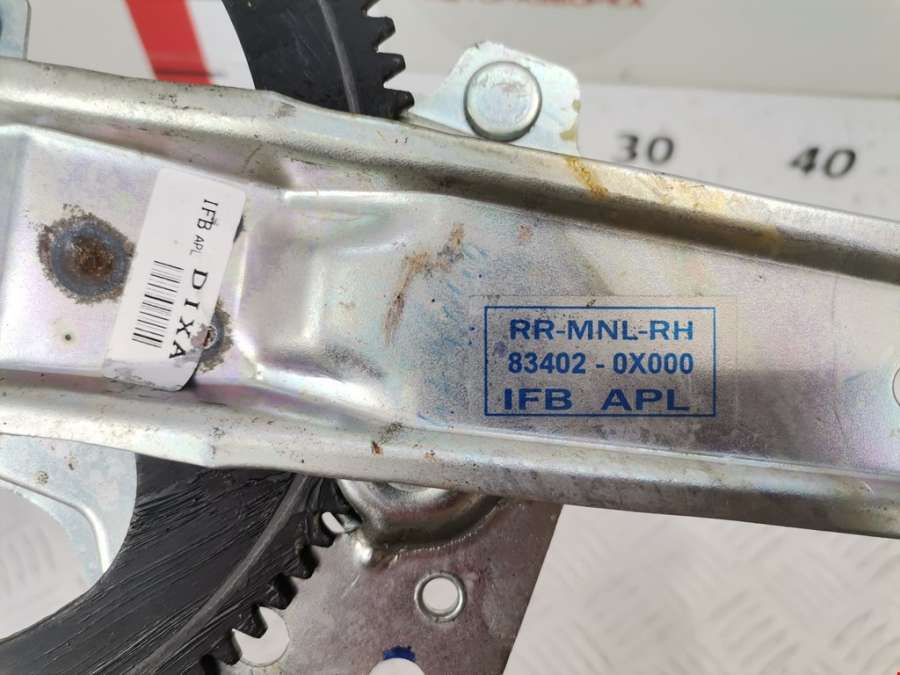 30
40
IFB APL
DIXA
RR-MNL-RH
83402 - 0X000
IFB APL